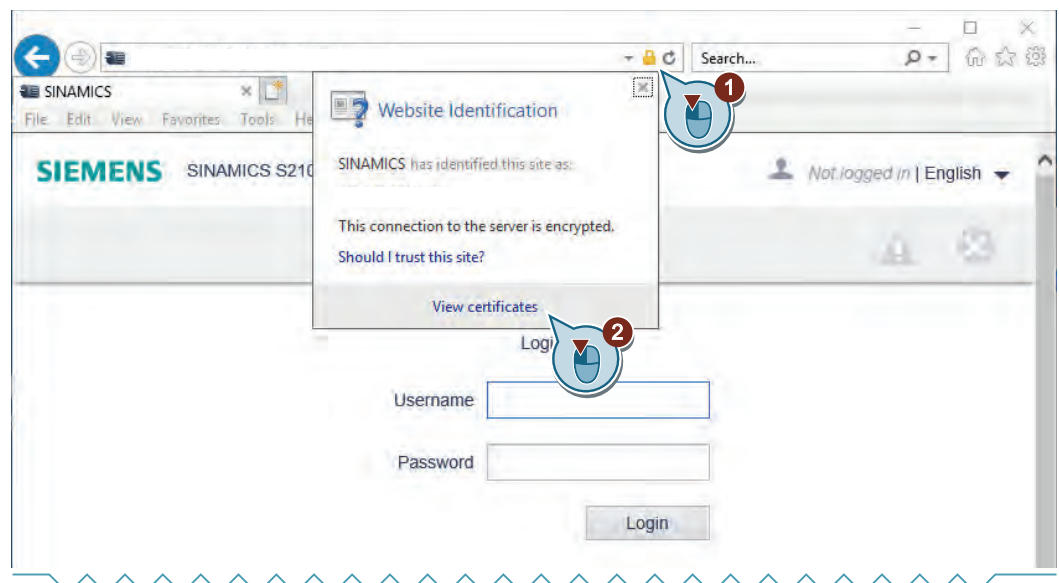 Search...
1
SINAMICS
File Edit View Favorites Tools He
Website Identification
SINAMICS has identified this site as:
This connection to the server is encrypted.
Should I trust this site?
View certificates
2
SIEMENS SINAMICS S210
Not logged in | English
Logi
Username
Password
Login